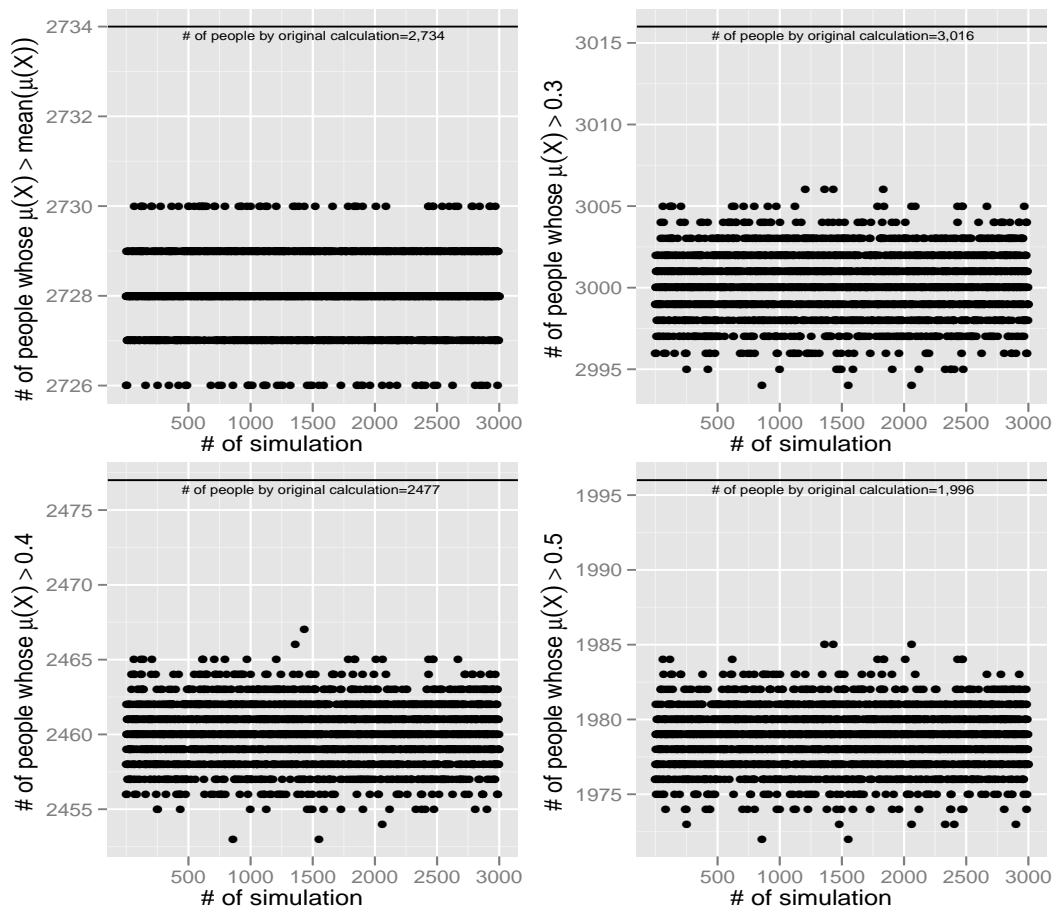 # of people whose μ(X) > mean(μ(X))
2734
2732
2730
2728
2726
# of people by original calculation=2,734
500 1000 1500 2000 2500 3000
# of simulation
# of people whose μ(X) > 0.3
3015
3010
3005
3000
2995
# of people by original calculation=3,016
500 1000 1500 2000 2500 3000
# of simulation
# of people whose μ(X) > 0.4
2475
2470
2465
2460
2455
# of people by original calculation=2477
500 1000 1500 2000 2500 3000
# of simulation
# of people whose μ(X) > 0.5
1995
1990
1985
1980
1975
# of people by original calculation=1,996
500 1000 1500 2000 2500 3000
# of simulation